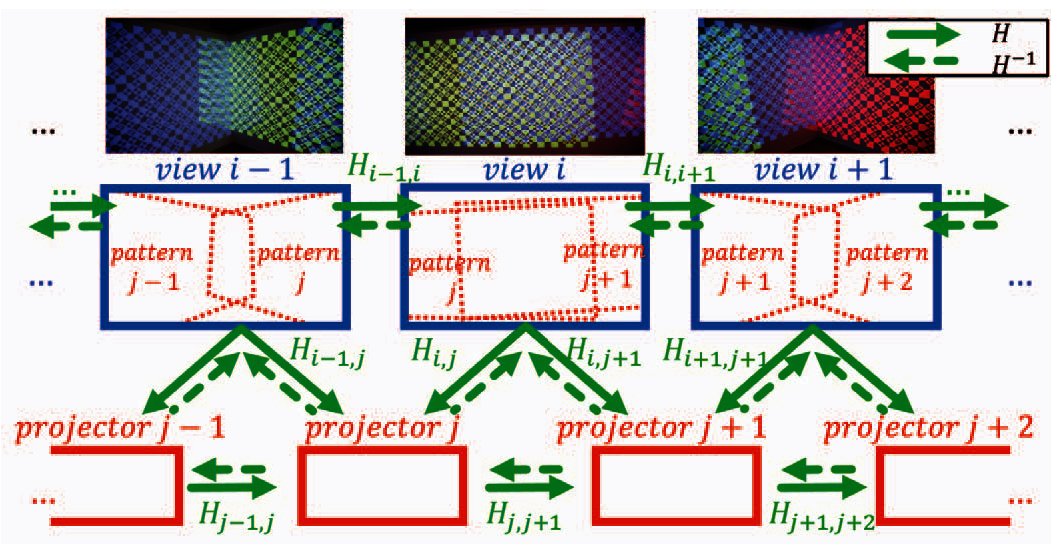 H
H⁻¹
... ...
view i − 1 H_{i−1,i} view i H_{i,i+1} view i + 1
... ...
pattern j − 1
pattern j
pattern j
pattern j + 1
pattern j + 1
pattern j + 2
... ...
H_{i−1,j} H_{i,j} H_{i,j+1} H_{i+1,j+1}
projector j − 1 projector j projector j + 1 projector j + 2
... ...
H_{j−1,j} H_{j,j+1} H_{j+1,j+2}